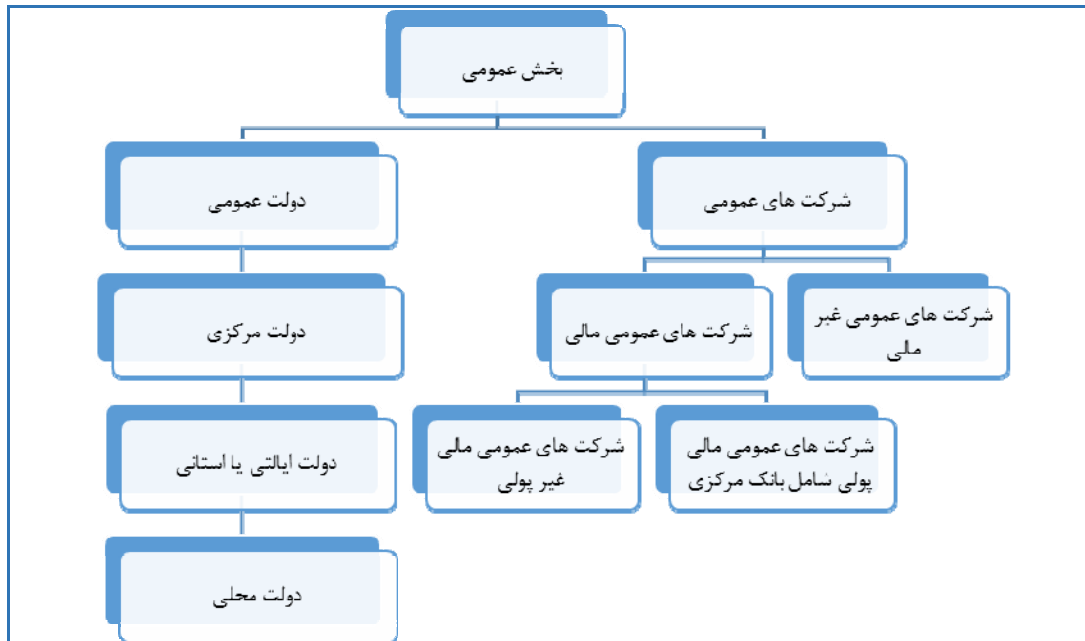 بخش عمومی
شرکت های عمومی
دولت عمومی
شرکت های عمومی غیر
مالی
شرکت های عمومی مالی
دولت مرکزی
شرکت های عمومی مالی
پولی شامل بانک مرکزی
شرکت های عمومی مالی
غیر پولی
دولت ایالتی یا استانی
دولت محلی